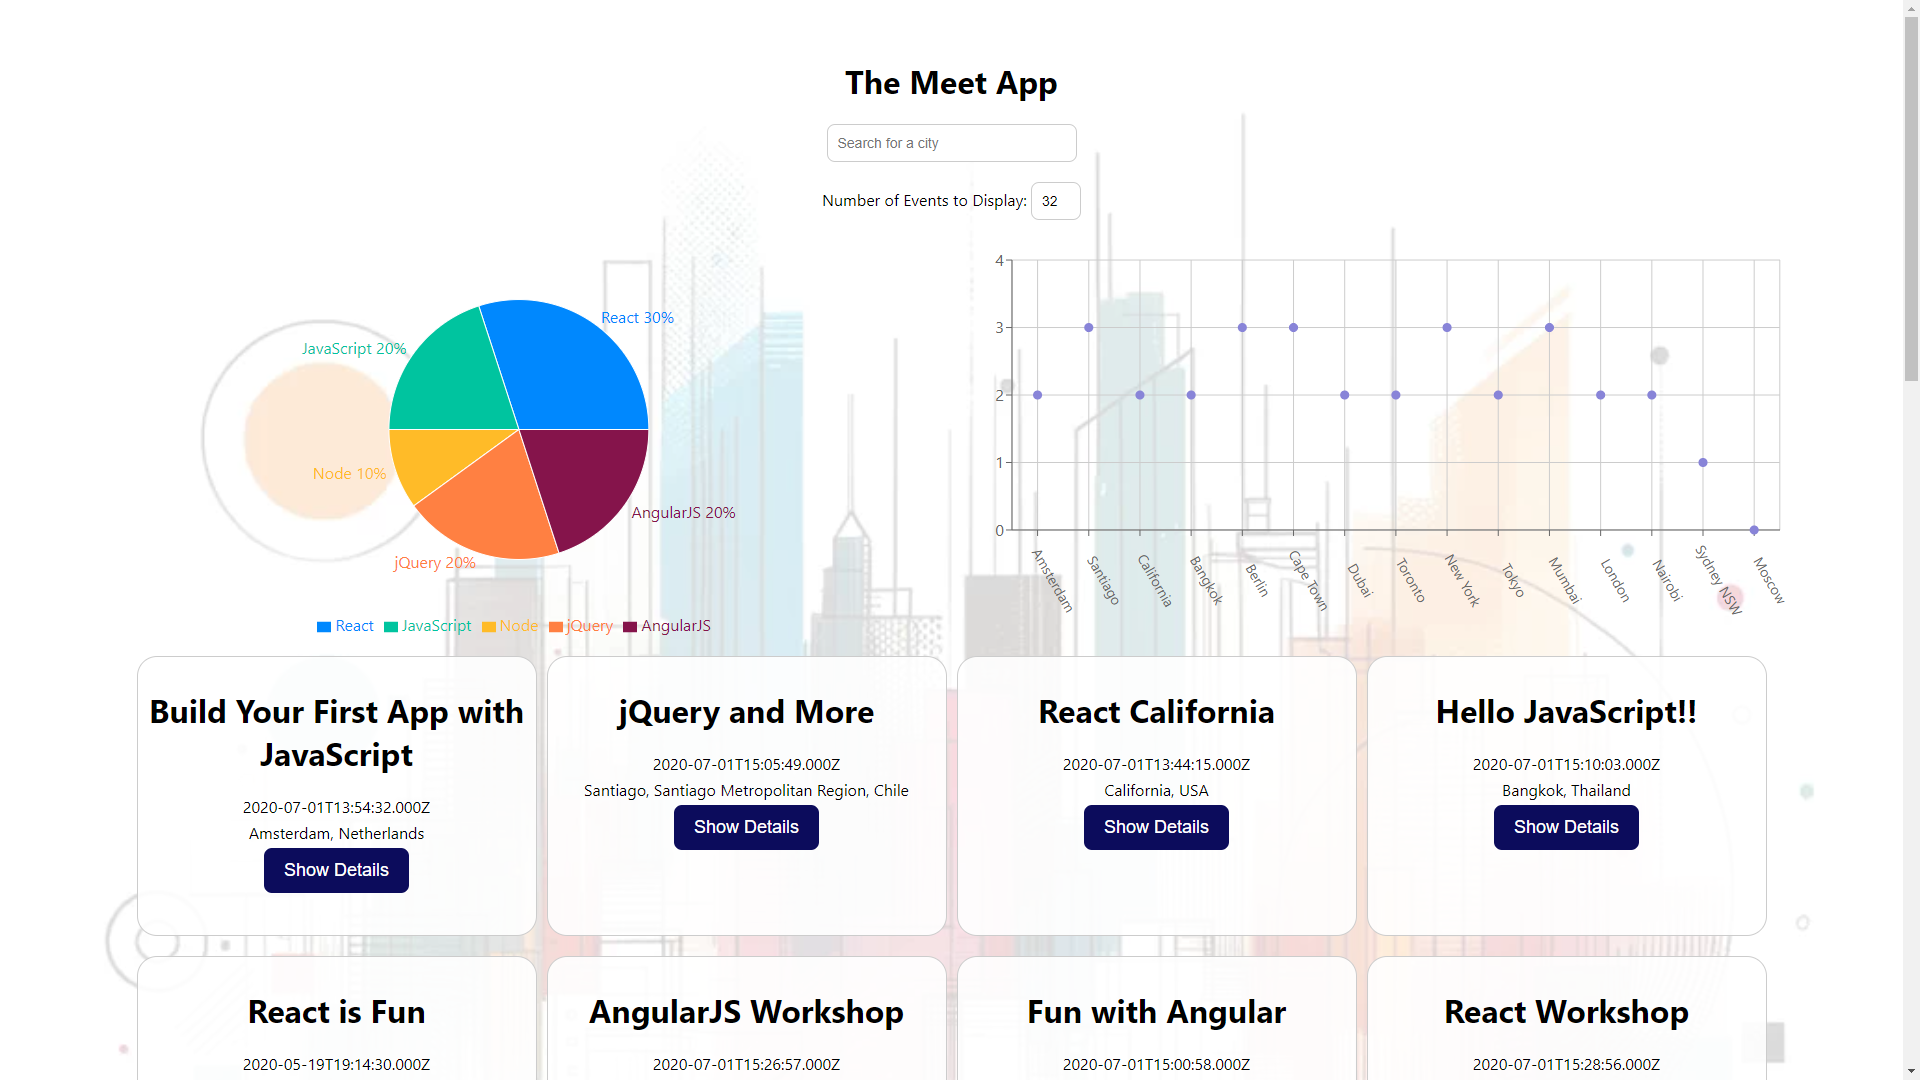 The Meet App
Search for a city
Number of Events to Display: 32
React 30%
JavaScript 20%
Node 10%
jQuery 20%
AngularJS 20%
React JavaScript Node jQuery AngularJS
4
3
2
1
0
Amsterdam
Santiago
California
Bangkok
Berlin
Cape Town
Dubai
Toronto
New York
Tokyo
Mumbai
London
Nairobi
Sydney NSW
Moscow
Build Your First App with
JavaScript
2020-07-01T13:54:32.000Z
Amsterdam, Netherlands
Show Details
jQuery and More
2020-07-01T15:05:49.000Z
Santiago, Santiago Metropolitan Region, Chile
Show Details
React California
2020-07-01T13:44:15.000Z
California, USA
Show Details
Hello JavaScript!!
2020-07-01T15:10:03.000Z
Bangkok, Thailand
Show Details
React is Fun
2020-05-19T19:14:30.000Z
AngularJS Workshop
2020-07-01T15:26:57.000Z
Fun with Angular
2020-07-01T15:00:58.000Z
React Workshop
2020-07-01T15:28:56.000Z